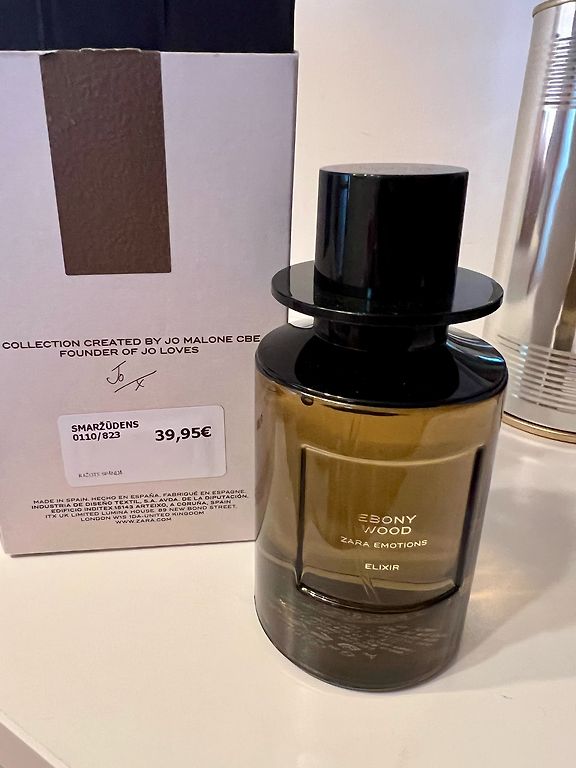 COLLECTION CREATED BY JO MALONE CBE
FOUNDER OF JO LOVES
Jo x
SMARŽŪDENS
0110/823
39,95€
RAŽOTS SPĀNIJĀ
MADE IN SPAIN. HECHO EN ESPAÑA. FABRIQUÉ EN ESPAGNE.
INDUSTRIA DE DISEÑO TEXTIL, S.A. AVDA. DE LA DIPUTACIÓN,
EDIFICIO INDITEX 15143 ARTEIXO, A CORUÑA, SPAIN
ITX UK LIMITED LUMINA HOUSE. 89 NEW BOND STREET,
LONDON W1S 1DA-UNITED KINGDOM
WWW.ZARA.COM
EBONY
WOOD
ZARA EMOTIONS
ELIXIR